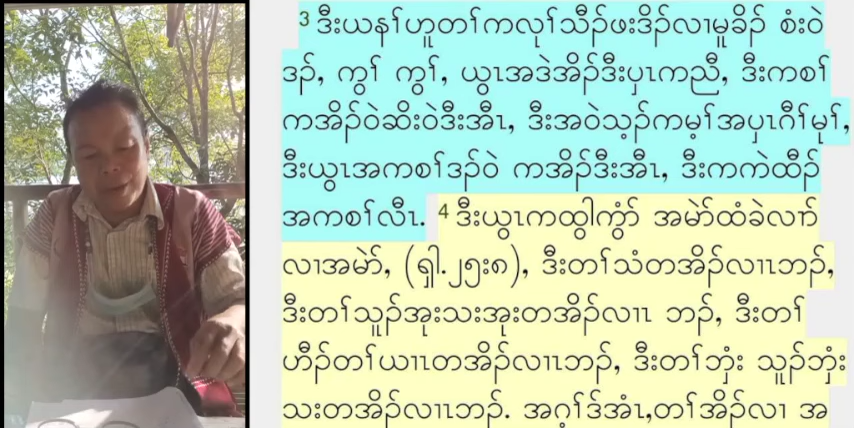 3 ဒီးယနၢ်ဟူတၢ်ကလုၢ်သီၣ်ဖးဒိၣ်လၢမူခိၣ် စံးဝဲ
ဒၣ်, ကွၢ် ကွၢ်, ယွၤအဒဲအိၣ်ဒီးပှၤကညီ, ဒီးကစၢ်
ကအိၣ်ဝဲဆိးဝဲဒီးအီၤ, ဒီးအဝဲသ့ၣ်ကမ့ၢ်အပှၤဂီၢ်မုၢ်,
ဒီးယွၤအကစၢ်ဒၣ်ဝဲ ကအိၣ်ဒီးအီၤ, ဒီးကကဲထီၣ်
အကစၢ်လီၤ. 4 ဒီးယွၤကထွါကွံာ် အမဲာ်ထံခဲလၢာ်
လၢအမဲာ်, (ရှါ.၂၅း၈), ဒီးတၢ်သံတအိၣ်လၢၤဘၣ်,
ဒီးတၢ်သူၣ်အုးသးအုးတအိၣ်လၢၤ ဘၣ်, ဒီးတၢ်
ဟီၣ်တၢ်ယၢၤတအိၣ်လၢၤဘၣ်, ဒီးတၢ်ဘှံး သူၣ်ဘှံး
သးတအိၣ်လၢၤဘၣ်. အဂ့ၢ်ဒ်အံၤ,တၢ်အိၣ်လၢ အ